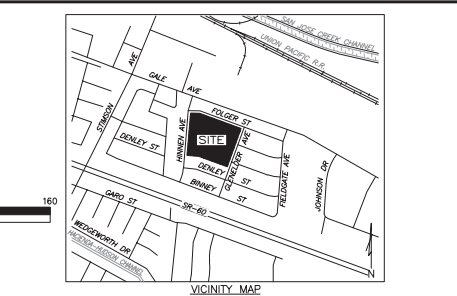 SAN JOSE CREEK CHANNEL
UNION PACIFIC R.R.
AVE
GALE AVE
STIMSON
FOLGER ST
HINNEN AVE
SITE
AVE
DENLEY ST
GLENELDER
DENLEY ST
BINNEY ST
FIELDGATE AVE
JOHNSON DR
160
GARO ST
SR-60
WEDGEWORTH DR
HACIENDA-HUDSON CHANNEL
N
VICINITY MAP